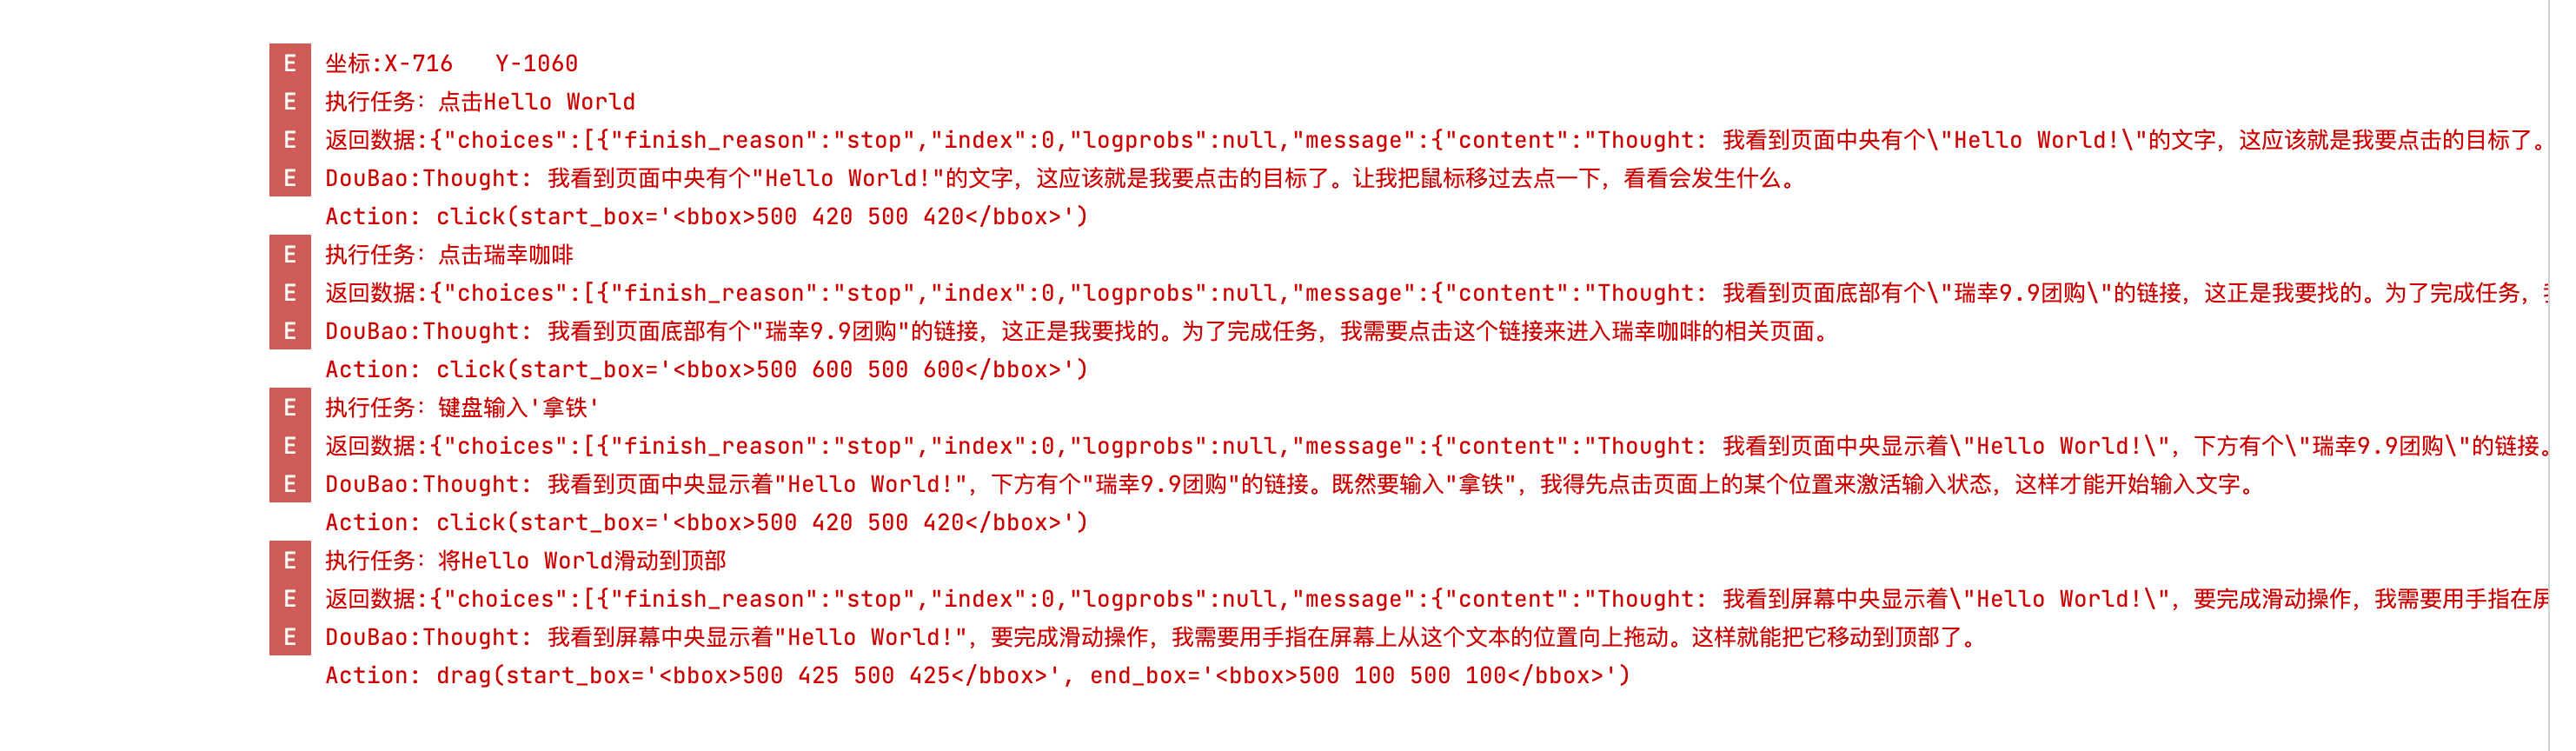 E 坐标:X-716   Y-1060
E 执行任务：点击Hello World
E 返回数据:{"choices":[{"finish_reason":"stop","index":0,"logprobs":null,"message":{"content":"Thought: 我看到页面中央有个\"Hello World!\"的文字，这应该就是我要点击的目标了。
E DouBao:Thought: 我看到页面中央有个"Hello World!"的文字，这应该就是我要点击的目标了。让我把鼠标移过去点一下，看看会发生什么。
Action: click(start_box='<bbox>500 420 500 420</bbox>')
E 执行任务：点击瑞幸咖啡
E 返回数据:{"choices":[{"finish_reason":"stop","index":0,"logprobs":null,"message":{"content":"Thought: 我看到页面底部有个\"瑞幸9.9团购\"的链接，这正是我要找的。为了完成任务，
E DouBao:Thought: 我看到页面底部有个"瑞幸9.9团购"的链接，这正是我要找的。为了完成任务，我需要点击这个链接来进入瑞幸咖啡的相关页面。
Action: click(start_box='<bbox>500 600 500 600</bbox>')
E 执行任务：键盘输入'拿铁'
E 返回数据:{"choices":[{"finish_reason":"stop","index":0,"logprobs":null,"message":{"content":"Thought: 我看到页面中央显示着\"Hello World!\"，下方有个\"瑞幸9.9团购\"的链接。
E DouBao:Thought: 我看到页面中央显示着"Hello World!"，下方有个"瑞幸9.9团购"的链接。既然要输入"拿铁"，我得先点击页面上的某个位置来激活输入状态，这样才能开始输入文字。
Action: click(start_box='<bbox>500 420 500 420</bbox>')
E 执行任务：将Hello World滑动到顶部
E 返回数据:{"choices":[{"finish_reason":"stop","index":0,"logprobs":null,"message":{"content":"Thought: 我看到屏幕中央显示着\"Hello World!\"，要完成滑动操作，我需要用手指在屏
E DouBao:Thought: 我看到屏幕中央显示着"Hello World!"，要完成滑动操作，我需要用手指在屏幕上从这个文本的位置向上拖动。这样就能把它移动到顶部了。
Action: drag(start_box='<bbox>500 425 500 425</bbox>', end_box='<bbox>500 100 500 100</bbox>')